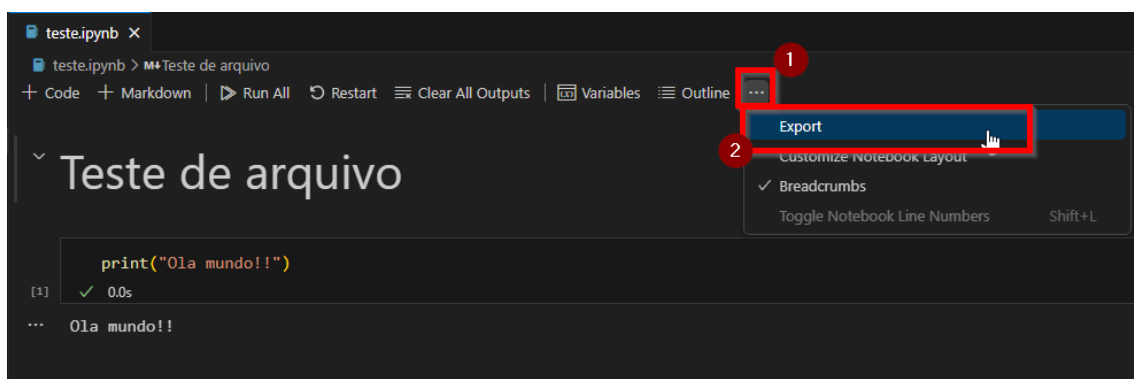 teste.ipynb
teste.ipynb > M↓Teste de arquivo
1
+ Code + Markdown | Run All Restart Clear All Outputs | Variables Outline ...
Export
2
Customize Notebook Layout
Teste de arquivo
✓ Breadcrumbs
Toggle Notebook Line Numbers Shift+L
print("Ola mundo!!")
[1] ✓ 0.0s
... Ola mundo!!